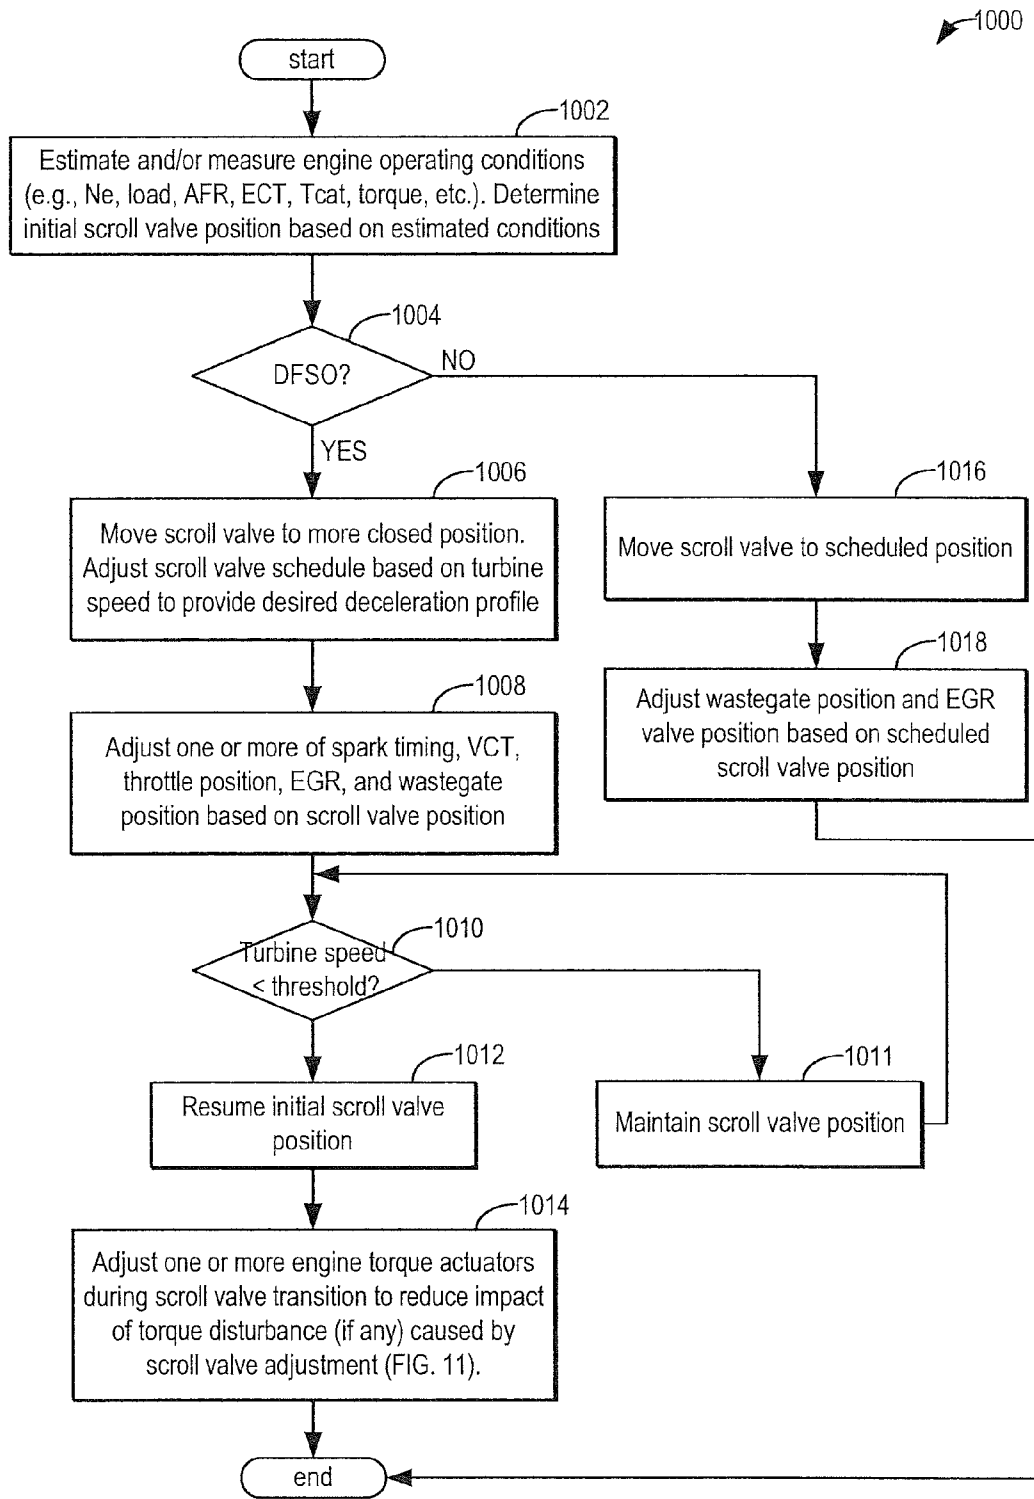 1000
start
1002
Estimate and/or measure engine operating conditions
(e.g., Ne, load, AFR, ECT, Tcat, torque, etc.). Determine
initial scroll valve position based on estimated conditions
1004
DFSO?
NO
YES
1006
Move scroll valve to more closed position.
Adjust scroll valve schedule based on turbine
speed to provide desired deceleration profile
1016
Move scroll valve to scheduled position
1018
Adjust wastegate position and EGR
valve position based on scheduled
scroll valve position
1008
Adjust one or more of spark timing, VCT,
throttle position, EGR, and wastegate
position based on scroll valve position
1010
Turbine speed
< threshold?
1012
Resume initial scroll valve
position
1011
Maintain scroll valve position
1014
Adjust one or more engine torque actuators
during scroll valve transition to reduce impact
of torque disturbance (if any) caused by
scroll valve adjustment (FIG. 11).
end